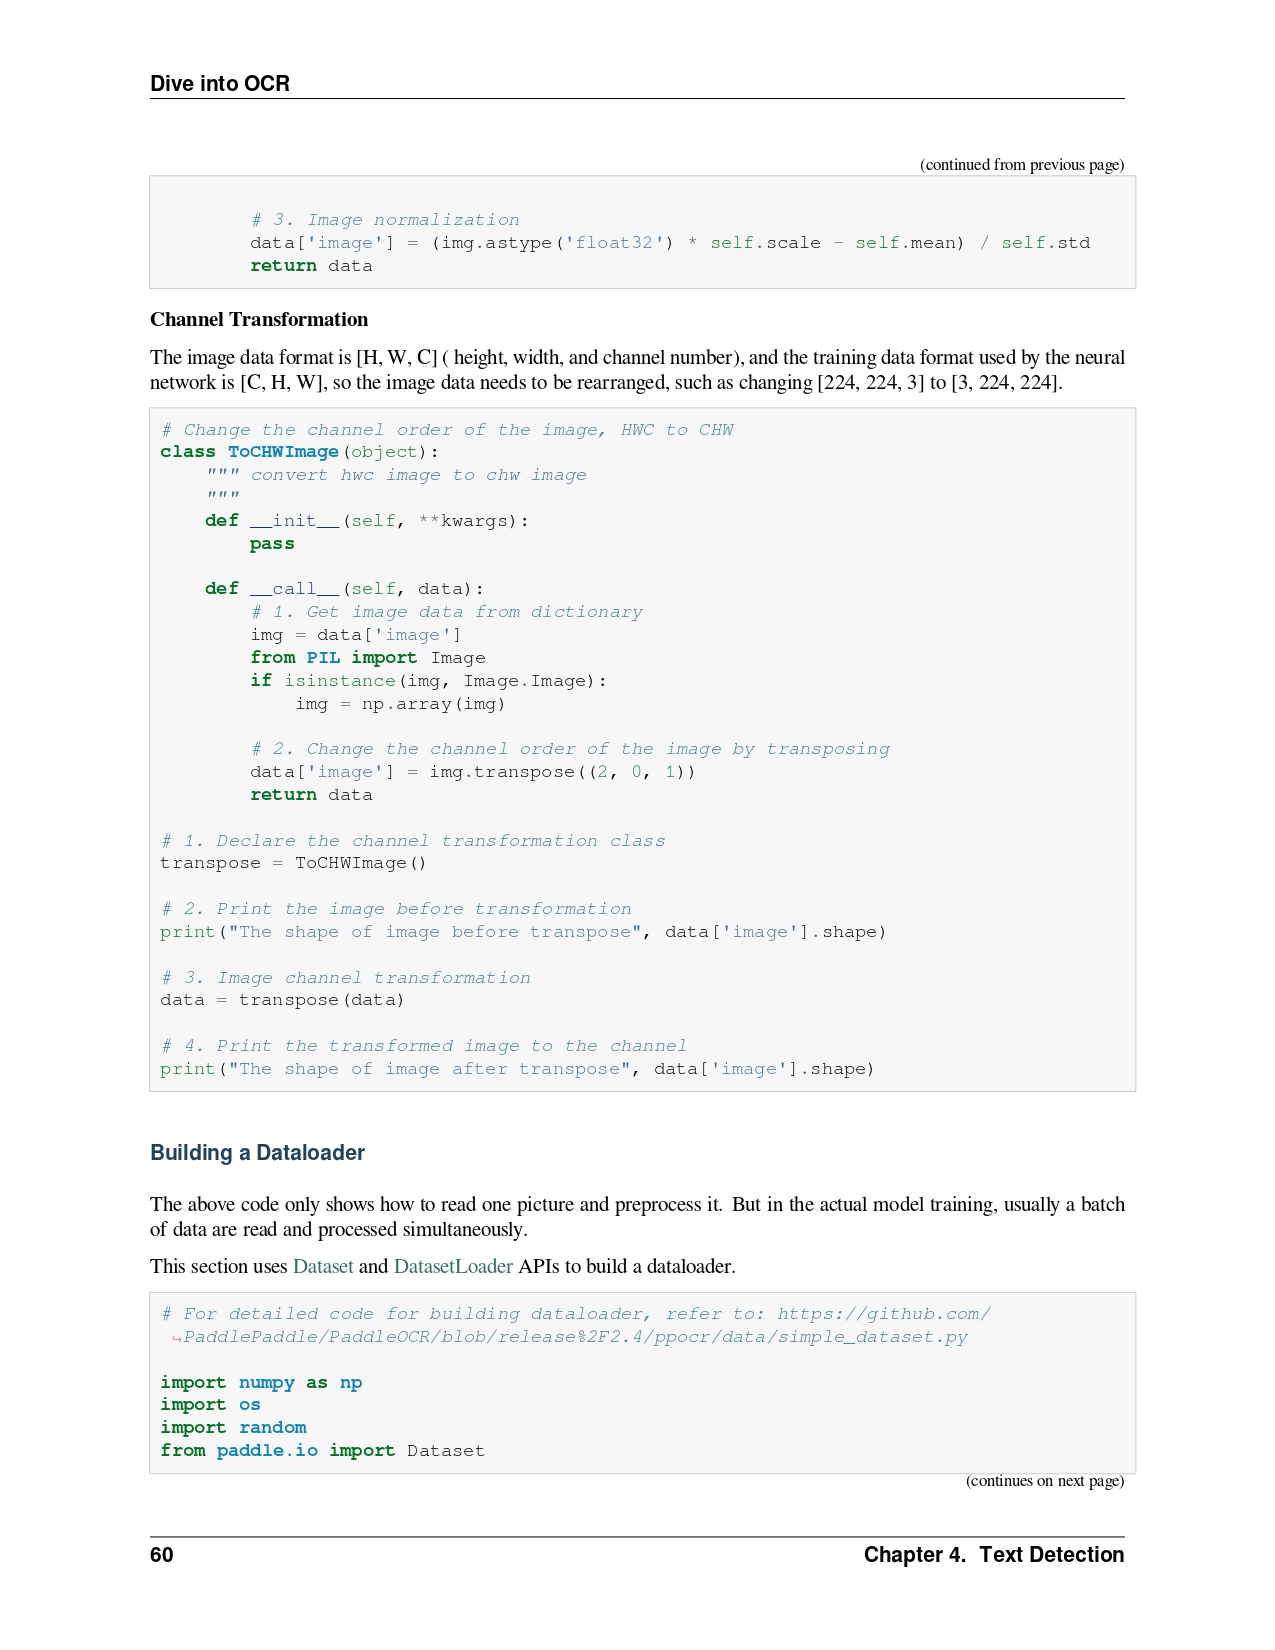 Dive into OCR
(continued from previous page)
        # 3. Image normalization
        data['image'] = (img.astype('float32') * self.scale - self.mean) / self.std
        return data
Channel Transformation
The image data format is [H, W, C] ( height, width, and channel number), and the training data format used by the neural
network is [C, H, W], so the image data needs to be rearranged, such as changing [224, 224, 3] to [3, 224, 224].
# Change the channel order of the image, HWC to CHW
class ToCHWImage(object):
    """ convert hwc image to chw image
    """
    def __init__(self, **kwargs):
        pass
    def __call__(self, data):
        # 1. Get image data from dictionary
        img = data['image']
        from PIL import Image
        if isinstance(img, Image.Image):
            img = np.array(img)
        # 2. Change the channel order of the image by transposing
        data['image'] = img.transpose((2, 0, 1))
        return data
# 1. Declare the channel transformation class
transpose = ToCHWImage()
# 2. Print the image before transformation
print("The shape of image before transpose", data['image'].shape)
# 3. Image channel transformation
data = transpose(data)
# 4. Print the transformed image to the channel
print("The shape of image after transpose", data['image'].shape)
Building a Dataloader
The above code only shows how to read one picture and preprocess it. But in the actual model training, usually a batch
of data are read and processed simultaneously.
This section uses Dataset and DatasetLoader APIs to build a dataloader.
# For detailed code for building dataloader, refer to: https://github.com/
↪PaddlePaddle/PaddleOCR/blob/release%2F2.4/ppocr/data/simple_dataset.py
import numpy as np
import os
import random
from paddle.io import Dataset
(continues on next page)
60
Chapter 4. Text Detection